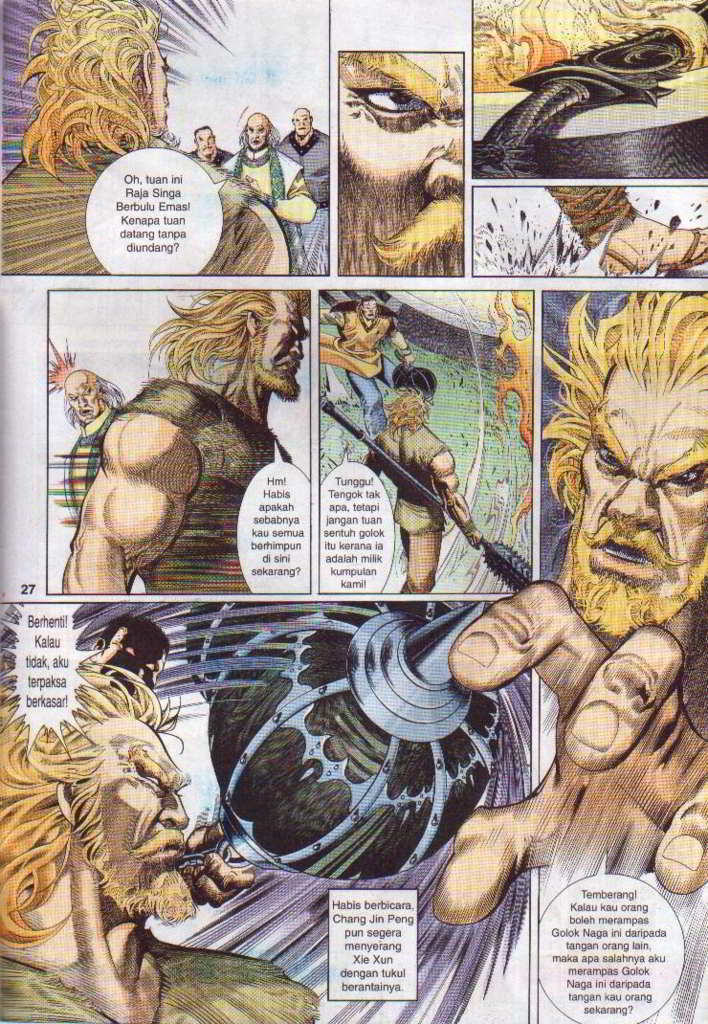 Oh, tuan ini
Raja Singa
Berbulu Emas!
Kenapa tuan
datang tanpa
diundang?
Hm!
Habis
apakah
sebabnya
kau semua
berhimpun
di sini
sekarang?
Tunggu!
Tengok tak
apa, tetapi
jangan tuan
sentuh golok
itu kerana ia
adalah milik
kumpulan
kami!
27
Berhenti!
Kalau
tidak, aku
terpaksa
berkasar!
Habis berbicara,
Chang Jin Peng
pun segera
menyerang
Xie Xun
dengan tukul
berantainya.
Temberang!
Kalau kau orang
boleh merampas
Golok Naga ini daripada
tangan orang lain,
maka apa salahnya aku
merampas Golok
Naga ini daripada
tangan kau orang
sekarang?